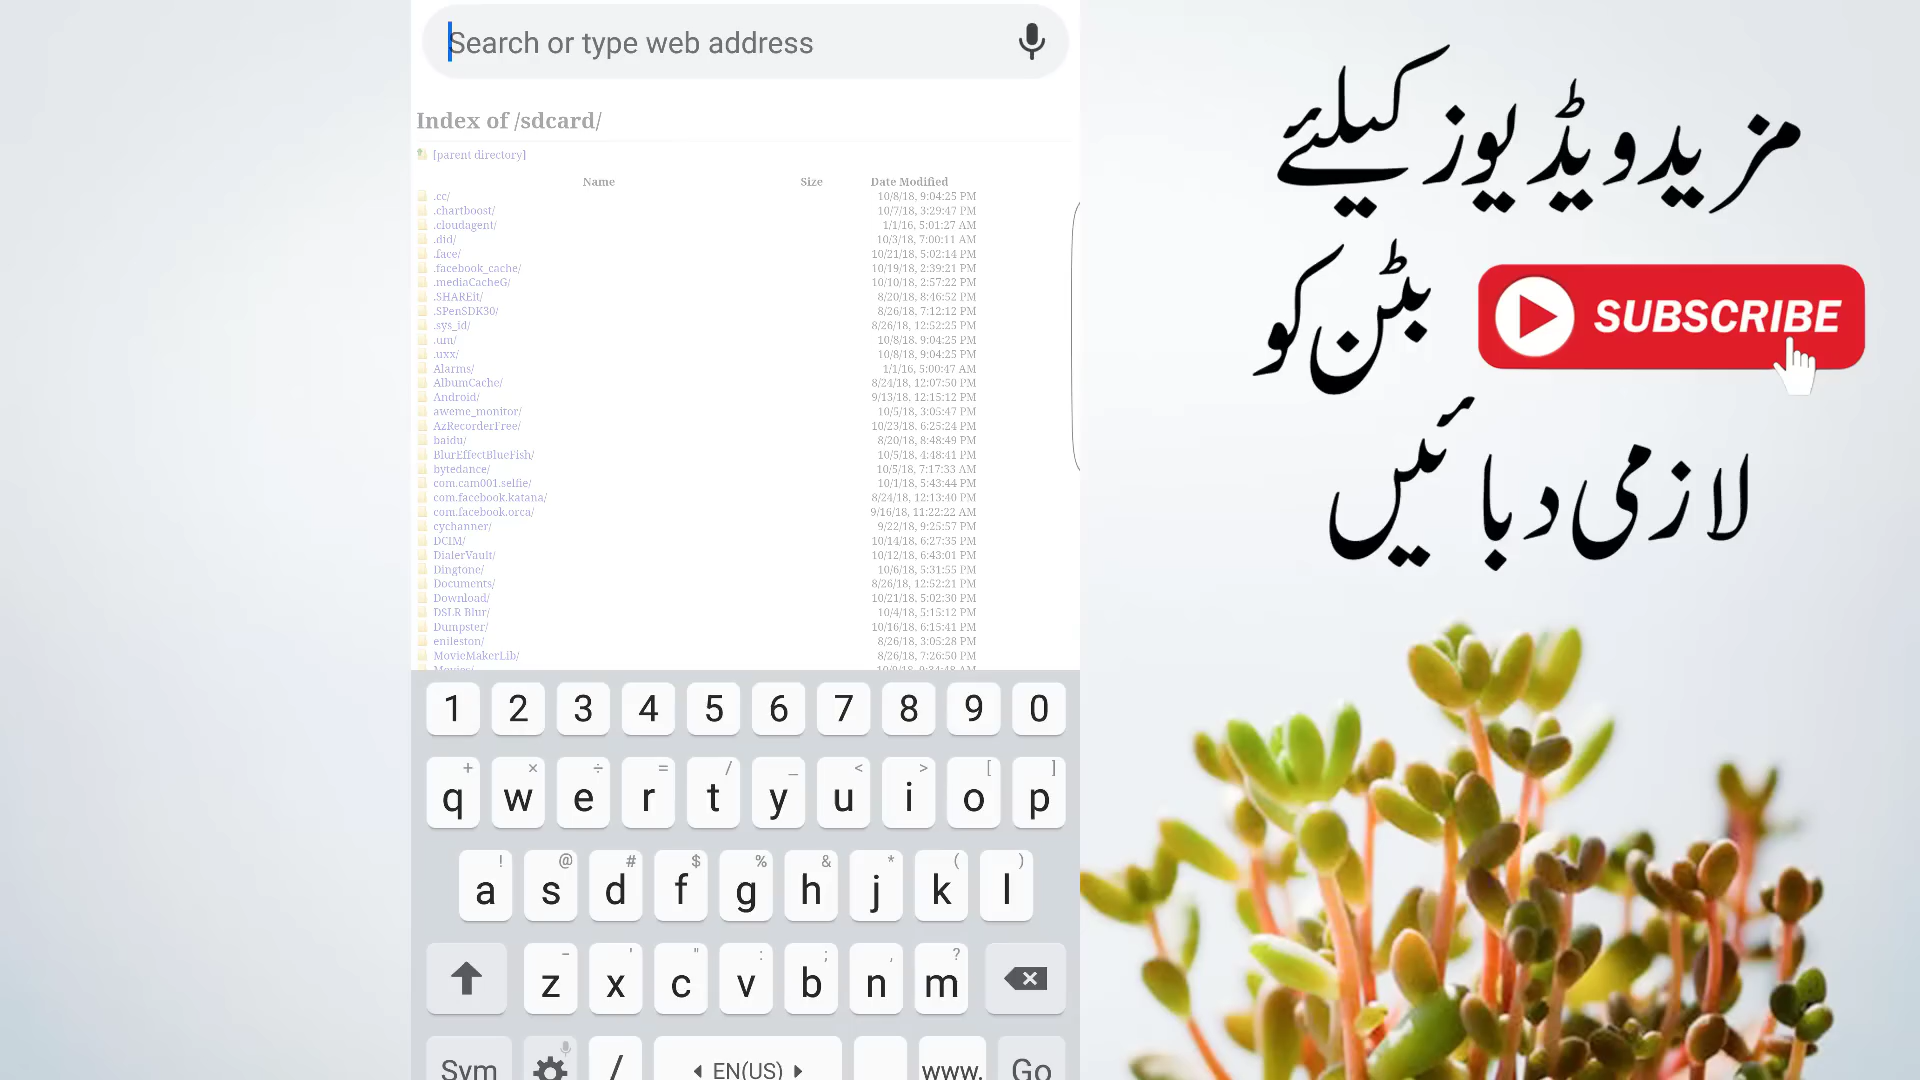 Search or type web address
Index of /sdcard/
[parent directory]
Name Size Date Modified
.cc/ 10/8/18, 9:04:25 PM
.chartboost/ 10/7/18, 3:29:47 PM
.cloudagent/ 1/1/16, 5:01:27 AM
.did/ 10/3/18, 7:00:11 AM
.face/ 10/21/18, 5:02:14 PM
.facebook_cache/ 10/19/18, 2:39:21 PM
.mediaCacheG/ 10/10/18, 2:57:22 PM
.SHAREit/ 8/20/18, 8:46:52 PM
.SPenSDK30/ 8/26/18, 7:12:12 PM
.sys_id/ 8/26/18, 12:52:25 PM
.um/ 10/8/18, 9:04:25 PM
.uxx/ 10/8/18, 9:04:25 PM
Alarms/ 1/1/16, 5:00:47 AM
AlbumCache/ 8/24/18, 12:07:50 PM
Android/ 9/13/18, 12:15:12 PM
aweme_monitor/ 10/5/18, 3:05:47 PM
AzRecorderFree/ 10/23/18, 6:25:24 PM
baidu/ 8/20/18, 8:48:49 PM
BlurEffectBlueFish/ 10/5/18, 4:48:41 PM
bytedance/ 10/5/18, 7:17:33 AM
com.cam001.selfie/ 10/1/18, 5:43:44 PM
com.facebook.katana/ 8/24/18, 12:13:40 PM
com.facebook.orca/ 9/16/18, 11:22:22 AM
cychanner/ 9/22/18, 9:25:57 PM
DCIM/ 10/14/18, 6:27:35 PM
DialerVault/ 10/12/18, 6:43:01 PM
Dingtone/ 10/6/18, 5:31:55 PM
Documents/ 8/26/18, 12:52:21 PM
Download/ 10/21/18, 5:02:30 PM
DSLR Blur/ 10/4/18, 5:15:12 PM
Dumpster/ 10/16/18, 6:15:41 PM
enileston/ 8/26/18, 3:05:28 PM
MovieMakerLib/ 8/26/18, 7:26:50 PM
1 2 3 4 5 6 7 8 9 0
+ × ÷ = / _ < > [ ]
q w e r t y u i o p
! @ # $ % & * ( )
a s d f g h j k l
- ' " : ; , ?
z x c v b n m
Sym / EN(US) www. Go
مزید ویڈیوز کیلئے
SUBSCRIBE بٹن کو
لازمی دبائیں